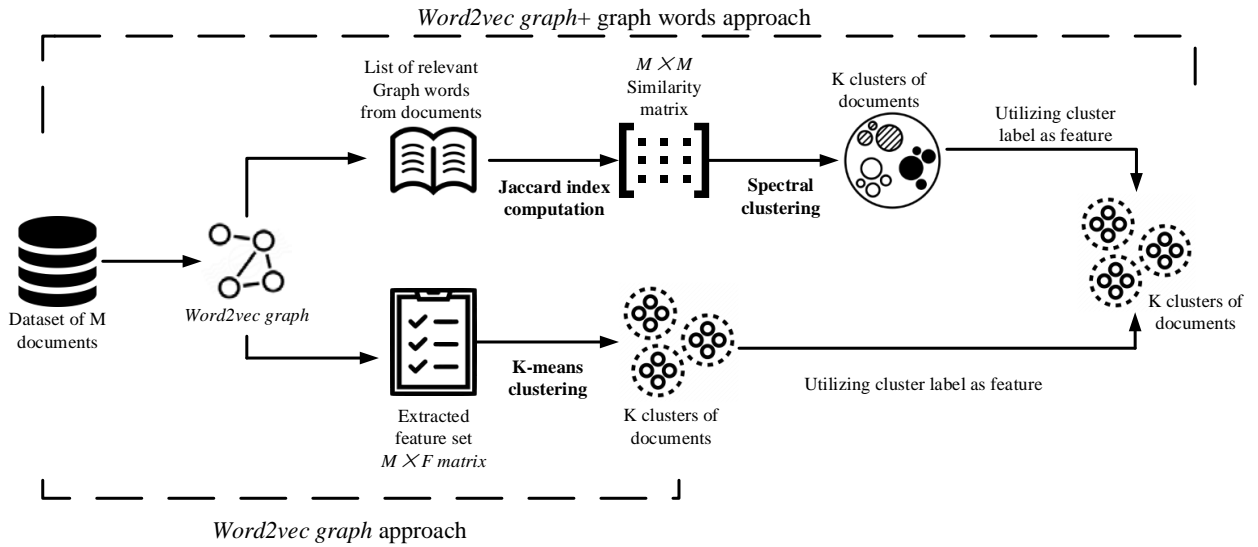 Word2vec graph+ graph words approach
List of relevant
Graph words
from documents
M×M
Similarity
matrix
K clusters of
documents
Utilizing cluster
label as feature
Jaccard index
computation
Spectral
clustering
Dataset of M
documents
Word2vec graph
K-means
clustering
Extracted
feature set
M×F matrix
K clusters of
documents
Utilizing cluster label as feature
K clusters of
documents
Word2vec graph approach